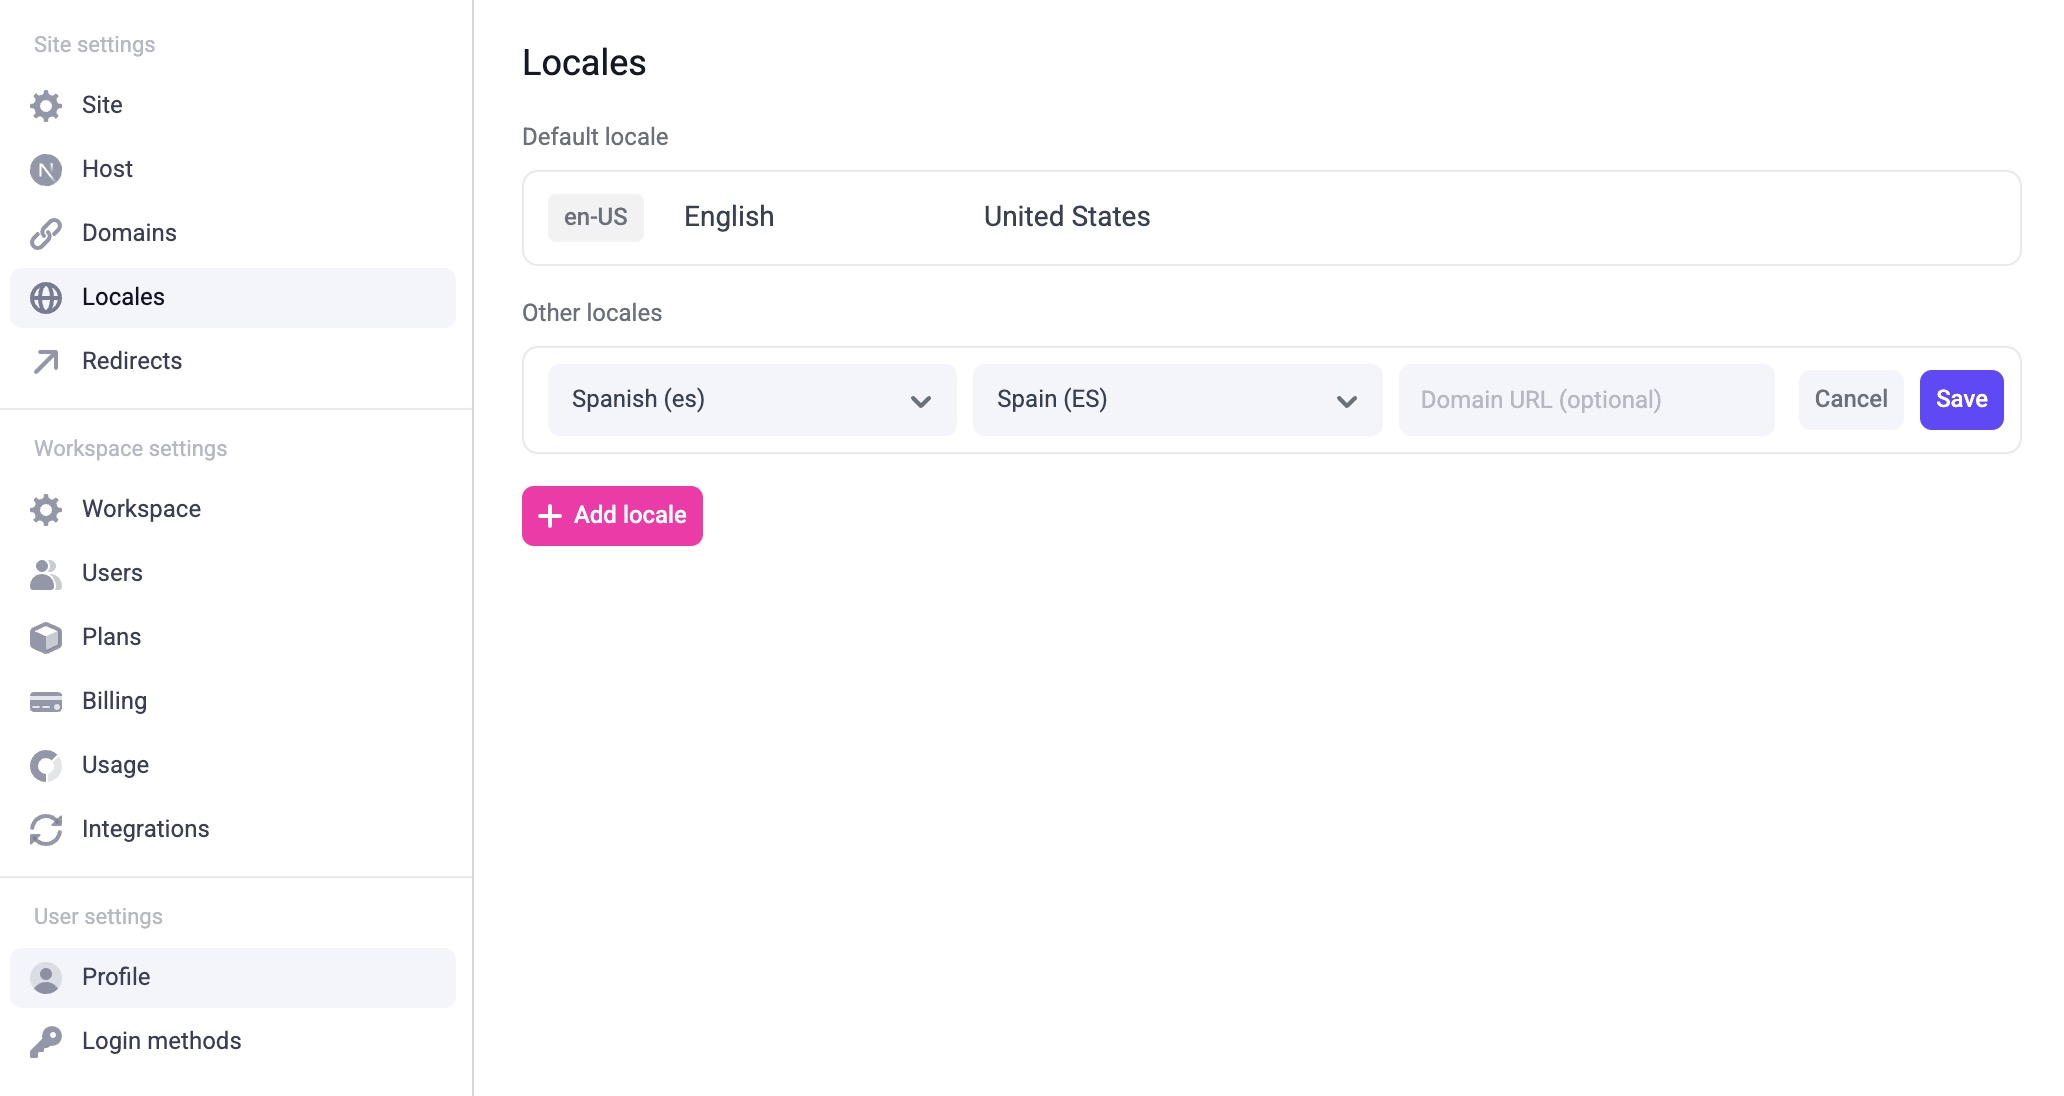 Site settings
Site
Host
Domains
Locales
Redirects
Workspace settings
Workspace
Users
Plans
Billing
Usage
Integrations
User settings
Profile
Login methods
Locales
Default locale
en-US English United States
Other locales
Spanish (es) Spain (ES) Domain URL (optional) Cancel Save
Add locale